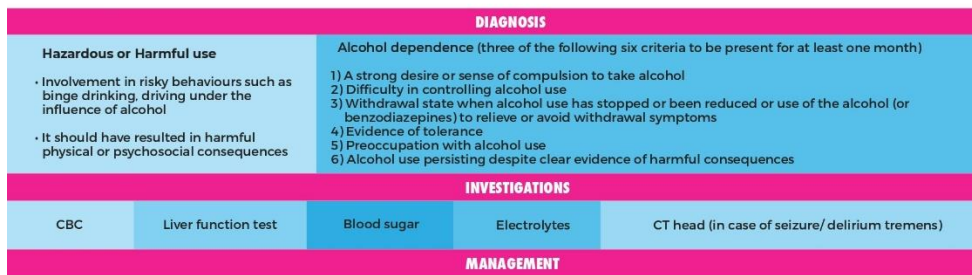 DIAGNOSIS
Hazardous or Harmful use
• Involvement in risky behaviours such as
binge drinking, driving under the
influence of alcohol
• It should have resulted in harmful
physical or psychosocial consequences
Alcohol dependence (three of the following six criteria to be present for at least one month)
1) A strong desire or sense of compulsion to take alcohol
2) Difficulty in controlling alcohol use
3) Withdrawal state when alcohol use has stopped or been reduced or use of the alcohol (or
benzodiazepines) to relieve or avoid withdrawal symptoms
4) Evidence of tolerance
5) Preoccupation with alcohol use
6) Alcohol use persisting despite clear evidence of harmful consequences
INVESTIGATIONS
CBC
Liver function test
Blood sugar
Electrolytes
CT head (in case of seizure/ delirium tremens)
MANAGEMENT